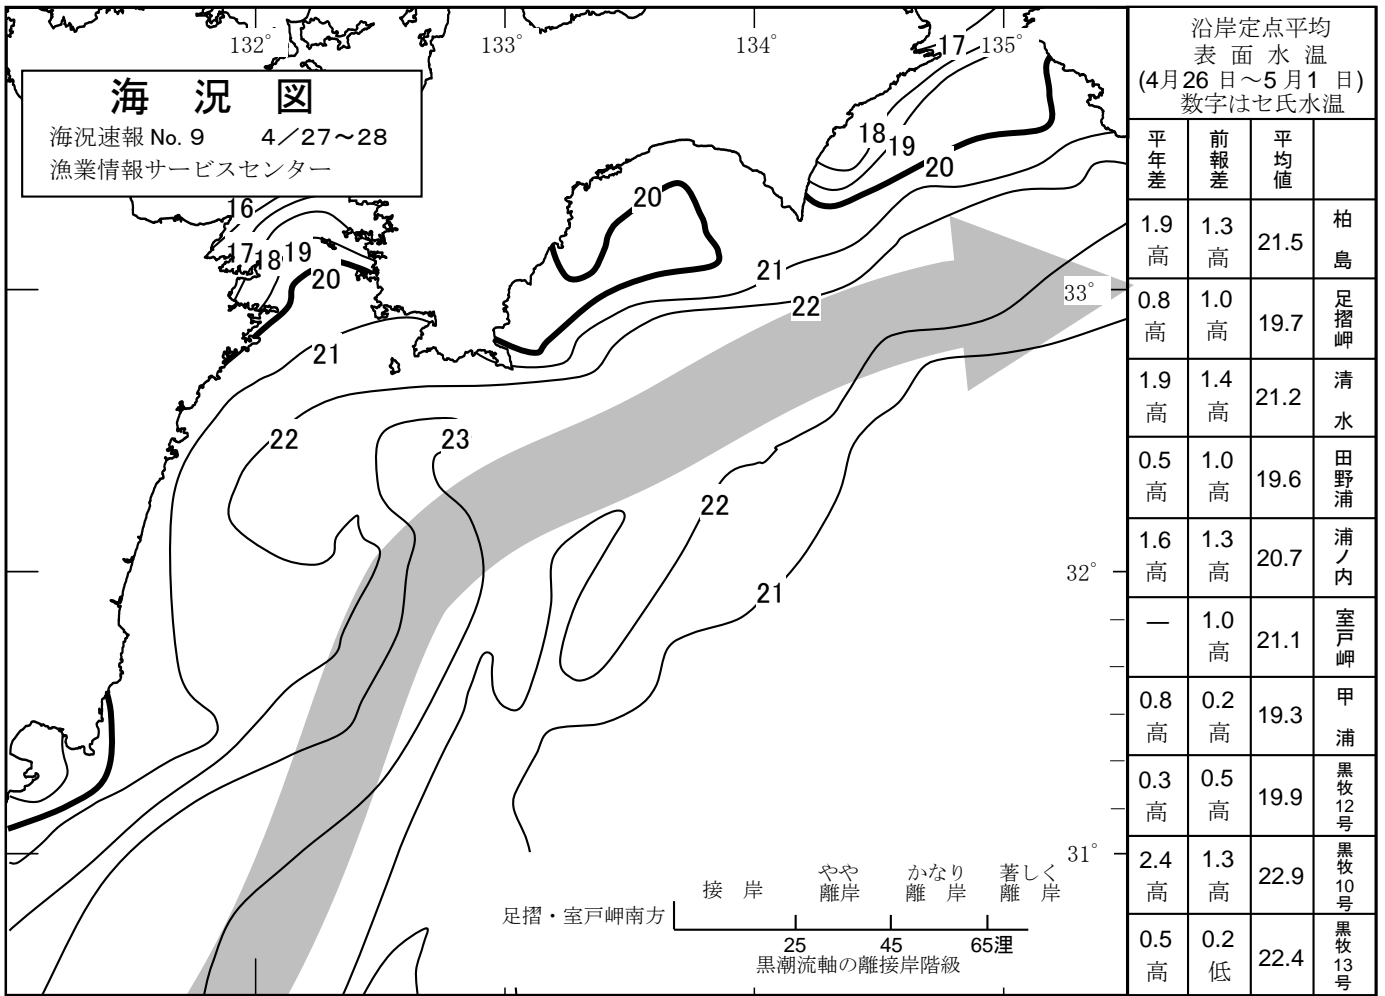 海 況 図
海況速報 No. 9 4／27～28
漁業情報サービスセンター
132° 133° 134° 135°
33°
32°
31°
17
18
19
20
20
16
17 18 19
20
21
22
21
22
23
22
21
接 岸 やや離岸 かなり離 岸 著しく離 岸
足摺・室戸岬南方
25 45 65浬
黒潮流軸の離接岸階級
沿岸定点平均
表 面 水 温
(4月26日～5月1 日)
数字はセ氏水温
平年差 前報差 平均値
1.9高 1.3高 21.5 柏 島
0.8高 1.0高 19.7 足摺岬
1.9高 1.4高 21.2 清 水
0.5高 1.0高 19.6 田野浦
1.6高 1.3高 20.7 浦ノ内
― 1.0高 21.1 室戸岬
0.8高 0.2高 19.3 甲 浦
0.3高 0.5高 19.9 黒牧12号
2.4高 1.3高 22.9 黒牧10号
0.5高 0.2低 22.4 黒牧13号